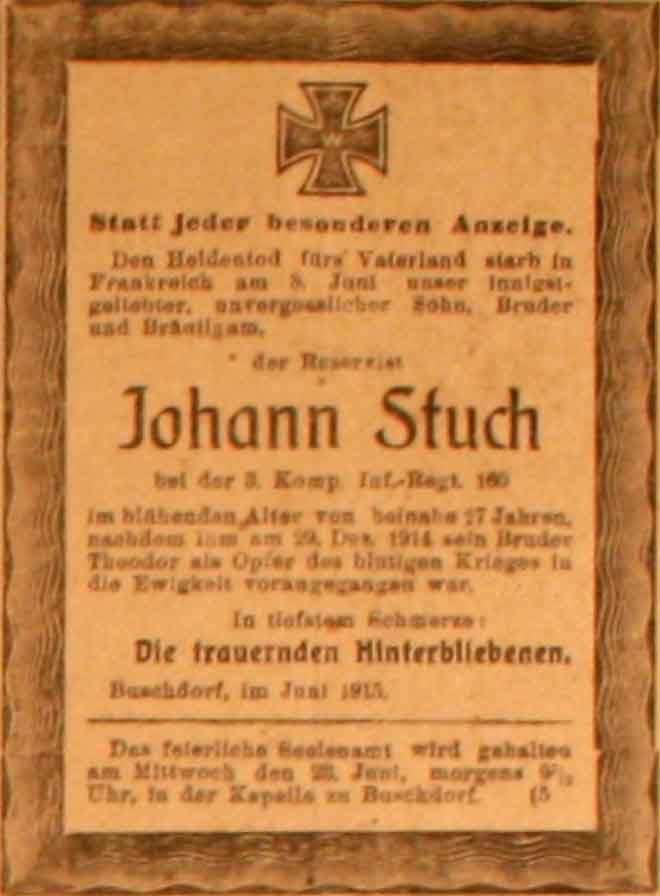 W
Statt jeder besonderen Anzeige.
Den Heldentod fürs Vaterland starb in
Frankreich am 8. Juni unser innigst-
geliebter, unvergesslicher Sohn, Bruder
und Bräutigam,
der Reservist
Johann Stuch
bei der 3. Komp. Inf.-Regt. 160
im blühenden Alter von beinahe 27 Jahren,
nachdem ihm am 29. Dez. 1914 sein Bruder
Theodor als Opfer des blutigen Krieges in
die Ewigkeit vorangegangen war.
In tiefstem Schmerze:
Die trauernden Hinterbliebenen.
Buschdorf, im Juni 1915.
Das feierliche Seelenamt wird gehalten
am Mittwoch den 23. Juni, morgens 9½
Uhr, in der Kapelle zu Buschdorf. (5